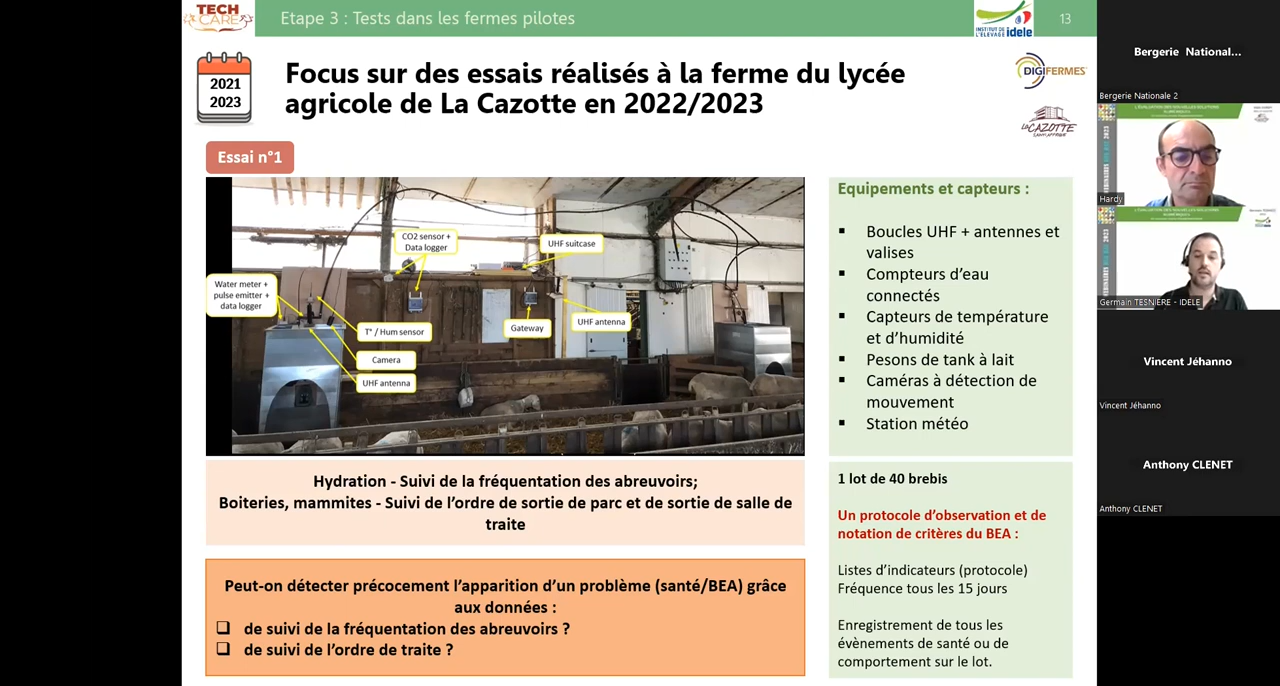 TECH
CARE
Etape 3 : Tests dans les fermes pilotes
INSTITUT DE
L'ELEVAGE idele
13
2021
2023
Focus sur des essais réalisés à la ferme du lycée
agricole de La Cazotte en 2022/2023
DIGIFERMES
LA CAZOTTE
SAINT-AFFRIQUE
Essai n°1
CO2 sensor +
Data logger
UHF suitcase
Water meter +
pulse emitter +
data logger
T° / Hum sensor
Gateway
UHF antenna
Camera
UHF antenna
Equipements et capteurs :
▪ Boucles UHF + antennes et
valises
▪ Compteurs d’eau
connectés
▪ Capteurs de température
et d’humidité
▪ Pesons de tank à lait
▪ Caméras à détection de
mouvement
▪ Station météo
Hydration - Suivi de la fréquentation des abreuvoirs;
Boiteries, mammites - Suivi de l’ordre de sortie de parc et de sortie de salle de
traite
Peut-on détecter précocement l’apparition d’un problème (santé/BEA) grâce
aux données :
❑ de suivi de la fréquentation des abreuvoirs ?
❑ de suivi de l’ordre de traite ?
1 lot de 40 brebis
Un protocole d’observation et de
notation de critères du BEA :
Listes d’indicateurs (protocole)
Fréquence tous les 15 jours
Enregistrement de tous les
évènements de santé ou de
comportement sur le lot.
Bergerie National...
Bergerie Nationale 2
Hardy
Germain TESNIERE - IDELE
Vincent Jéhanno
Vincent Jéhanno
Anthony CLENET
Anthony CLENET